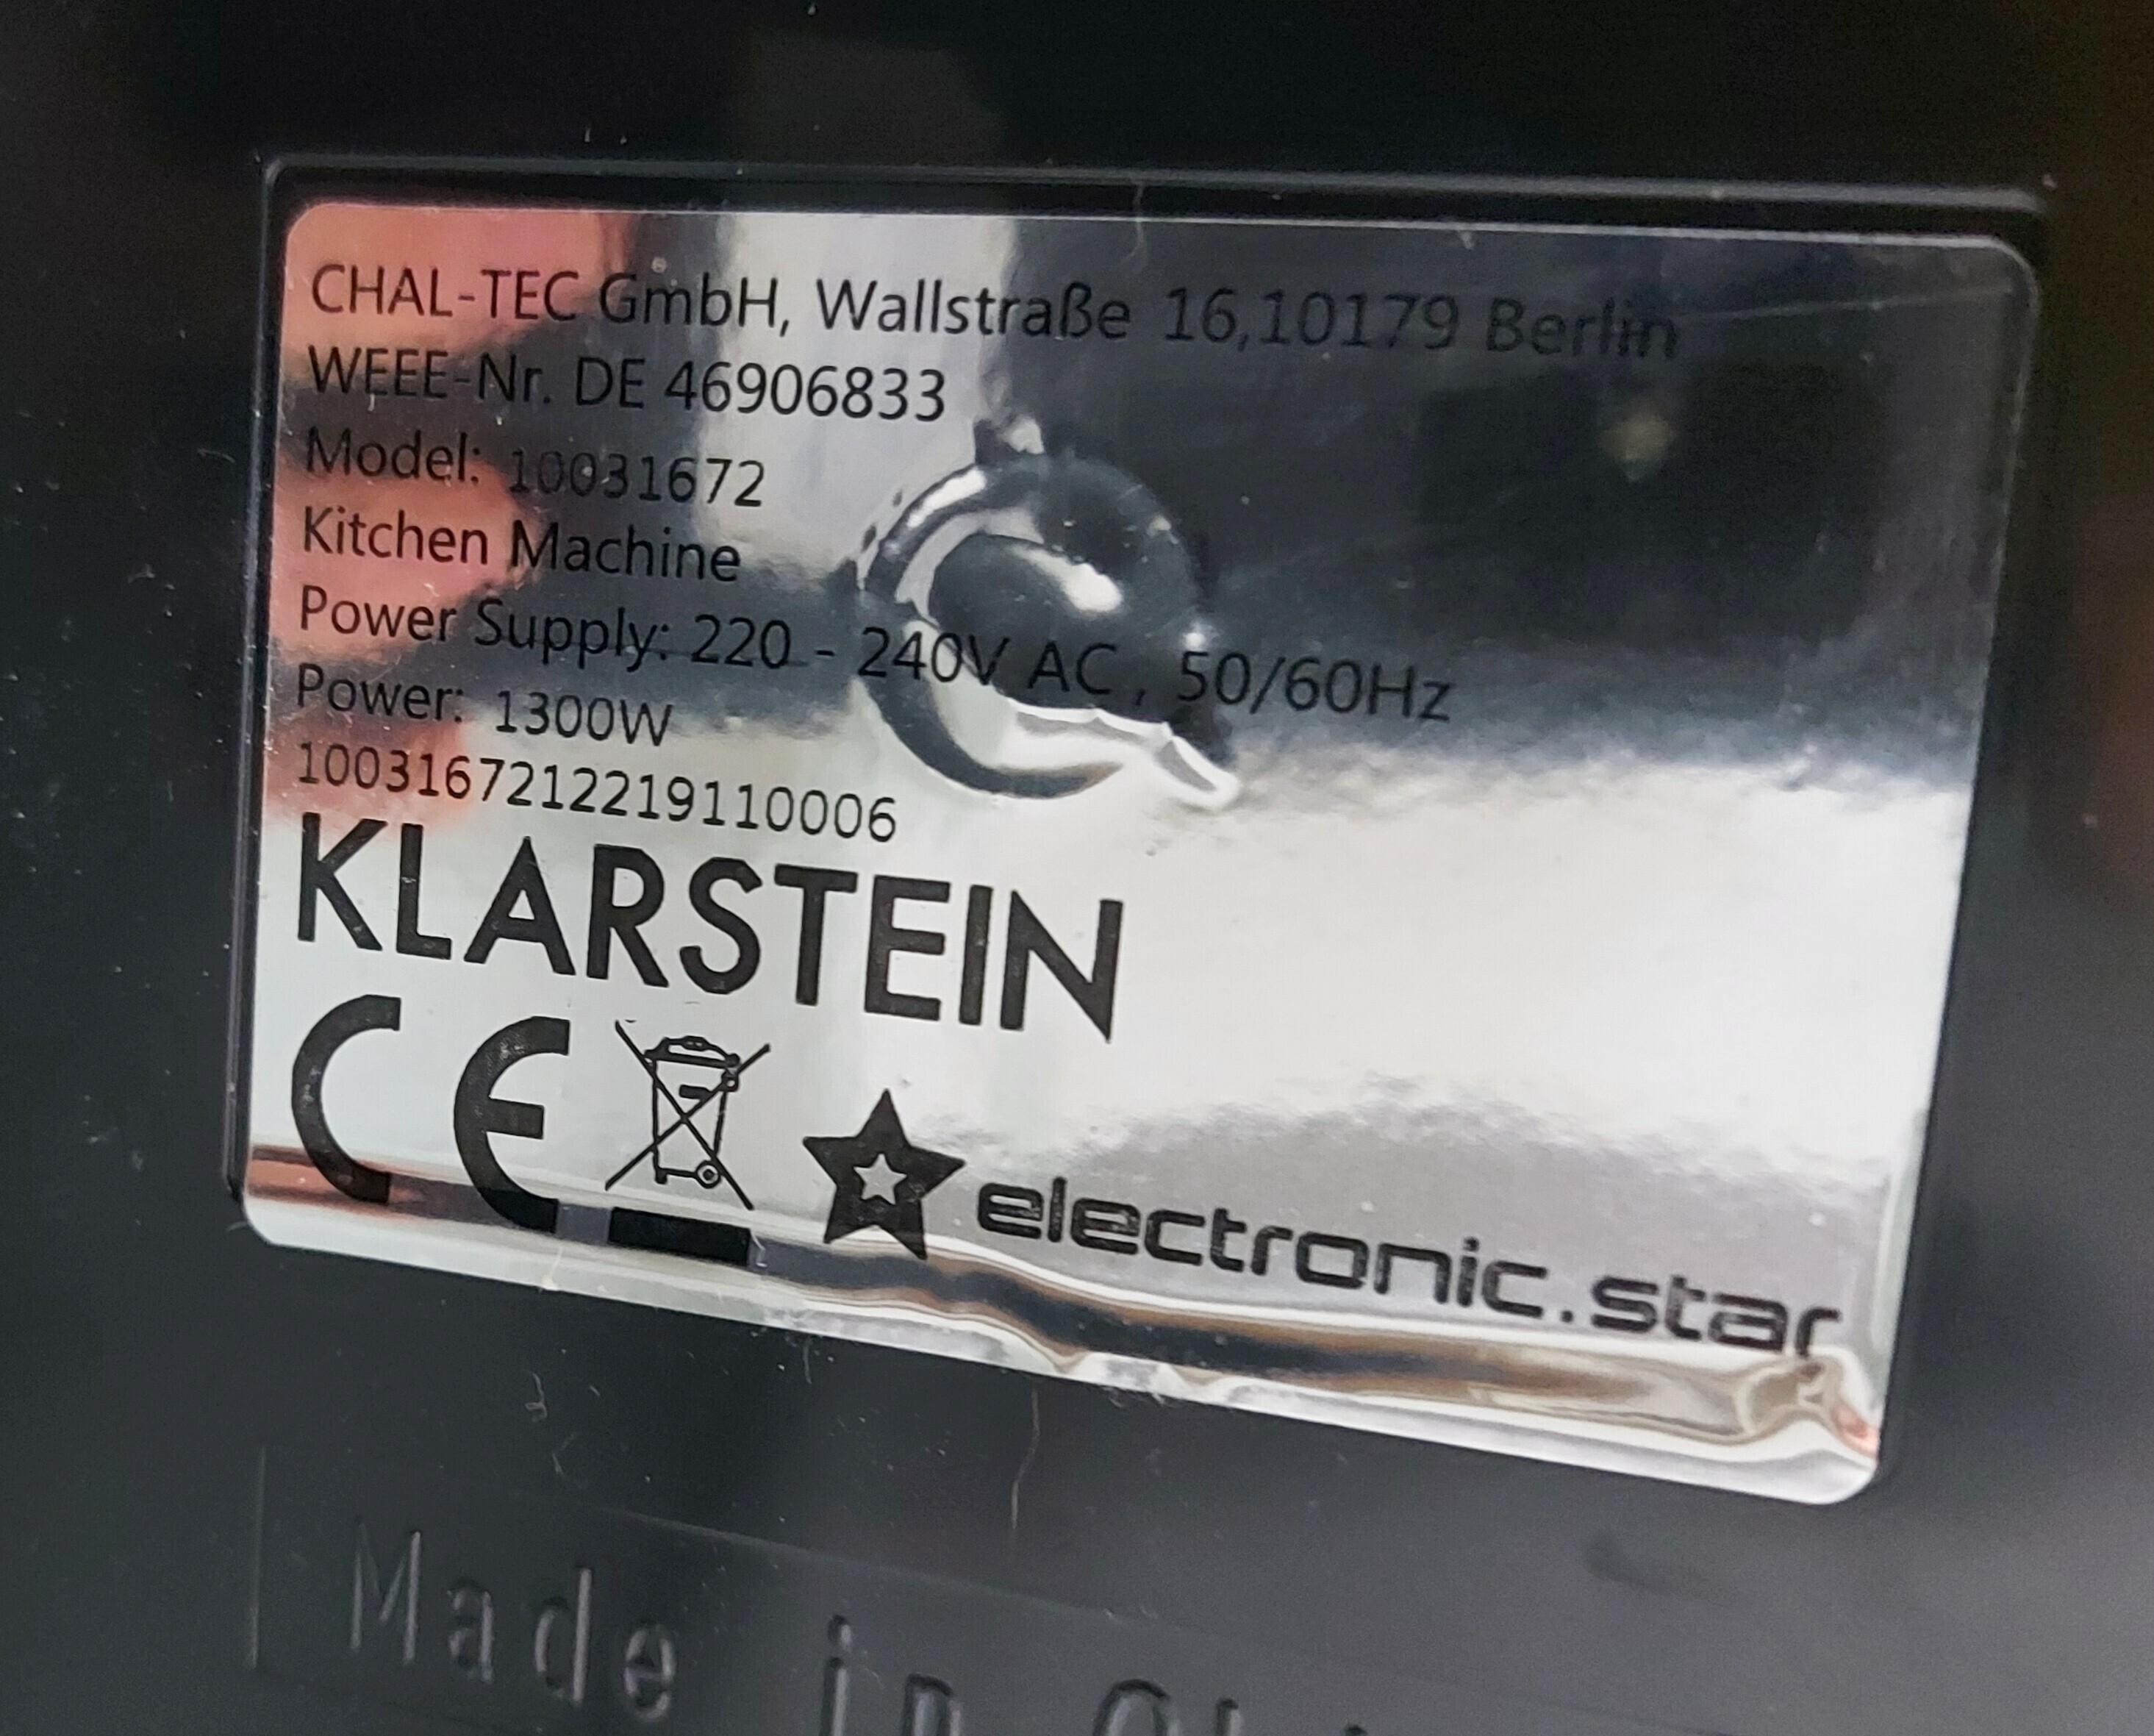 CHAL-TEC GmbH, Wallstraße 16,10179 Berlin
WEEE-Nr. DE 46906833
Model: 10031672
Kitchen Machine
Power Supply: 220 - 240V AC , 50/60Hz
Power: 1300W
1003167212219110006
KLARSTEIN
CE
electronic.star
Made in